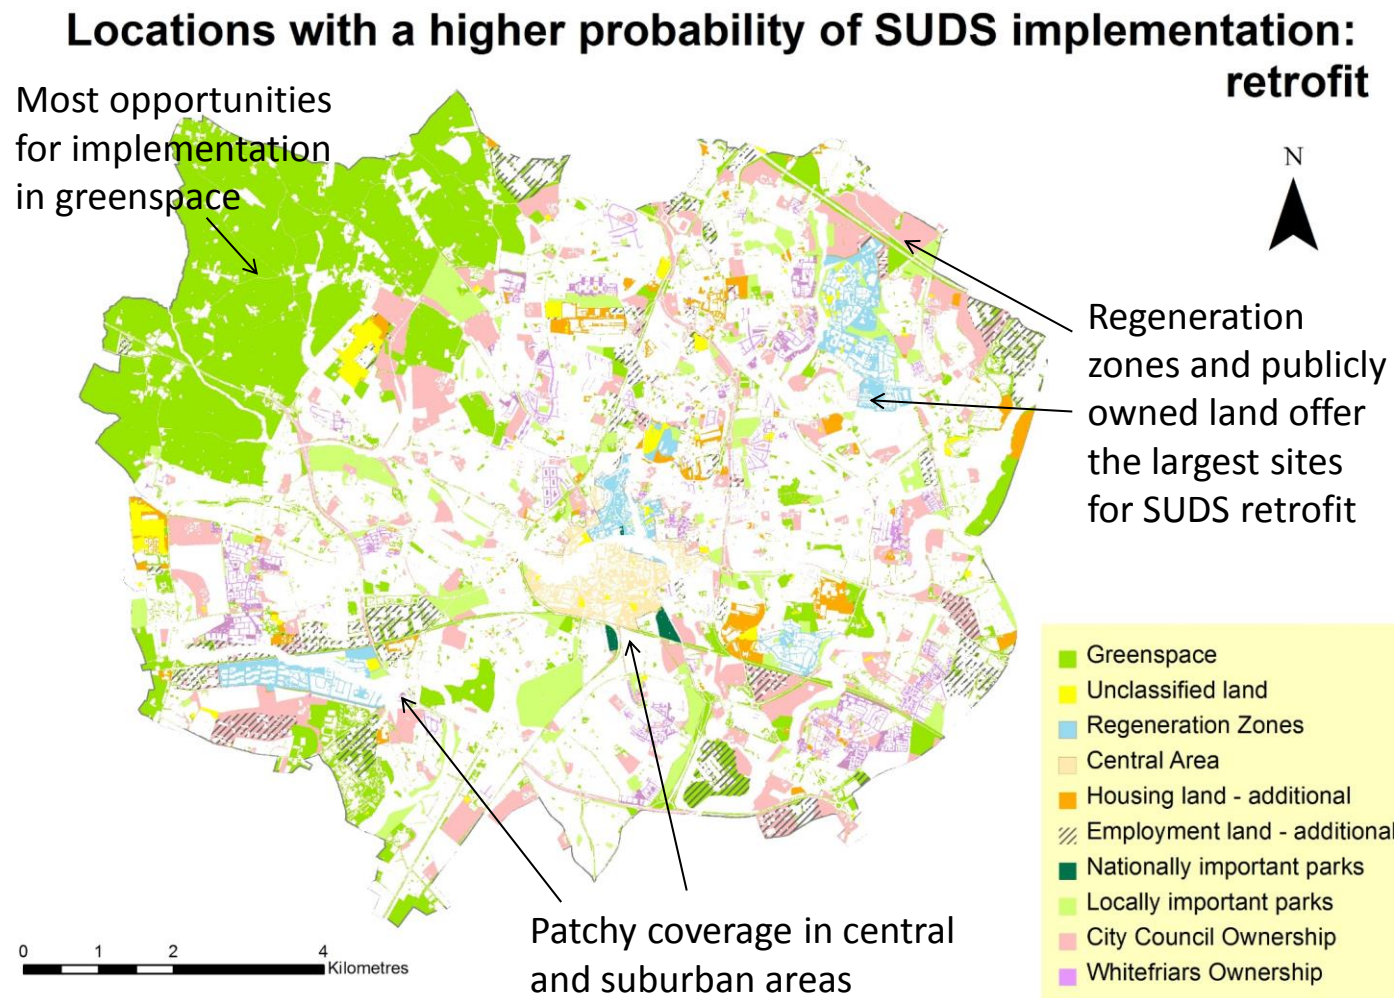 Locations with a higher probability of SUDS implementation:
retrofit
Most opportunities
for implementation
in greenspace
N
Regeneration
zones and publicly
owned land offer
the largest sites
for SUDS retrofit
Greenspace
Unclassified land
Regeneration Zones
Central Area
Housing land - additional
Employment land - additional
Nationally important parks
Locally important parks
City Council Ownership
Whitefriars Ownership
Patchy coverage in central
and suburban areas
0 1 2 4
Kilometres